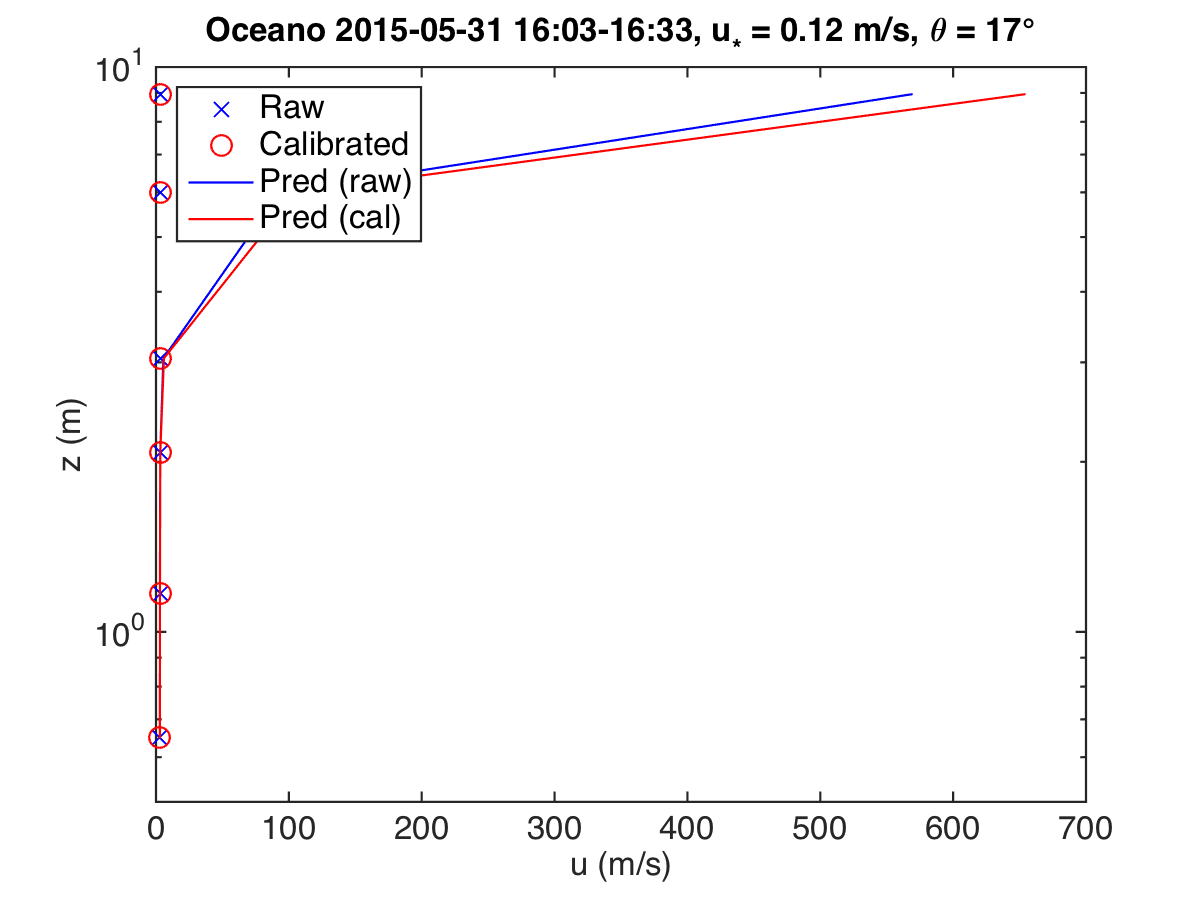 Oceano 2015-05-31 16:03-16:33, u* = 0.12 m/s, θ = 17°
10^1
Raw
Calibrated
Pred (raw)
Pred (cal)
z (m)
10^0
0 100 200 300 400 500 600 700
u (m/s)